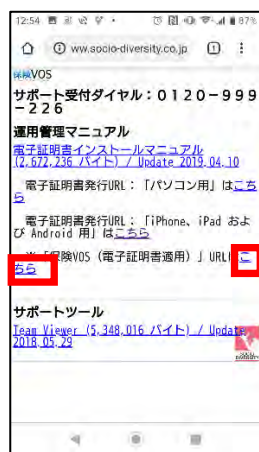 12:54
87%
ww.socio-diversity.co.jp
1
保険VOS
サポート受付ダイヤル：0120-999
-226
運用管理マニュアル
電子証明書インストールマニュアル
(2,672,236 バイト) / Update 2019.04.10
電子証明書発行URL：「パソコン用」はこち
ら
電子証明書発行URL：「iPhone、iPad およ
び Android 用」はこちら
※「保険VOS（電子証明書適用）」URLはこ
ちら
サポートツール
Team Viewer (5,348,016 バイト) / Update
2018.05.29